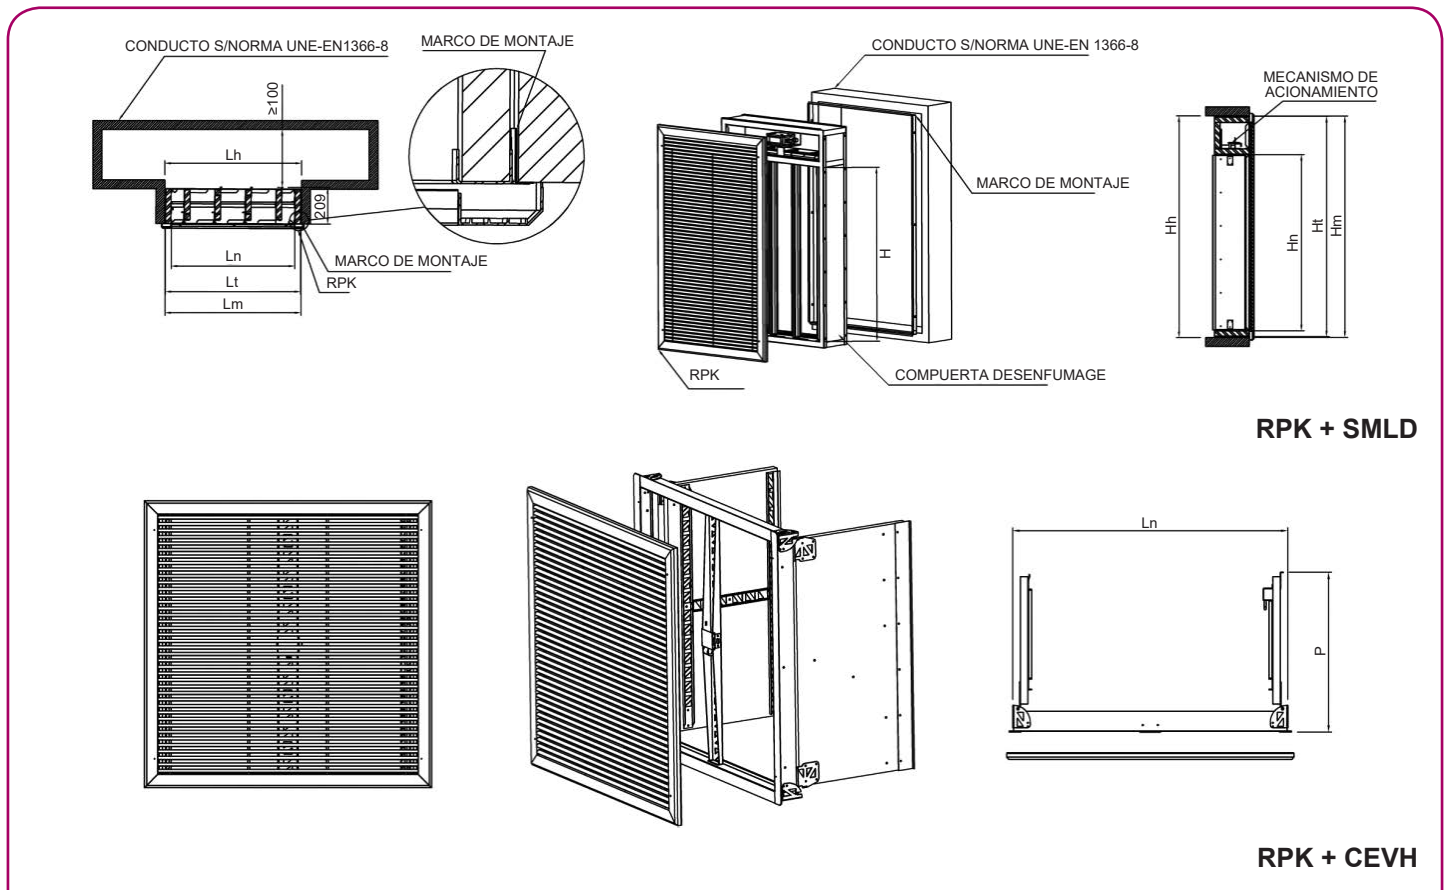 CONDUCTO S/NORMA UNE-EN1366-8
MARCO DE MONTAJE
≥100
Lh
209
Ln
MARCO DE MONTAJE
Lt
RPK
Lm
CONDUCTO S/NORMA UNE-EN 1366-8
MARCO DE MONTAJE
H
RPK
COMPUERTA DESENFUMAGE
MECANISMO DE
ACIONAMIENTO
Hh
Hn
Ht
Hm
RPK + SMLD
Ln
P
RPK + CEVH